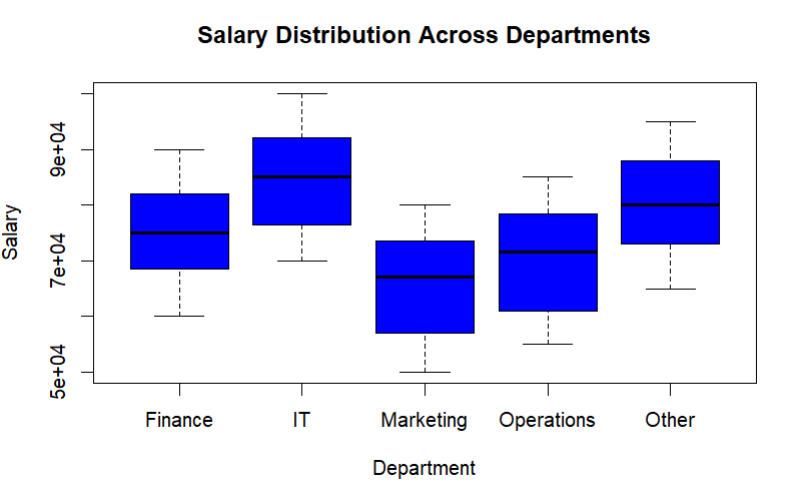 Salary Distribution Across Departments
9e+04
7e+04
5e+04
Salary
Finance IT Marketing Operations Other
Department